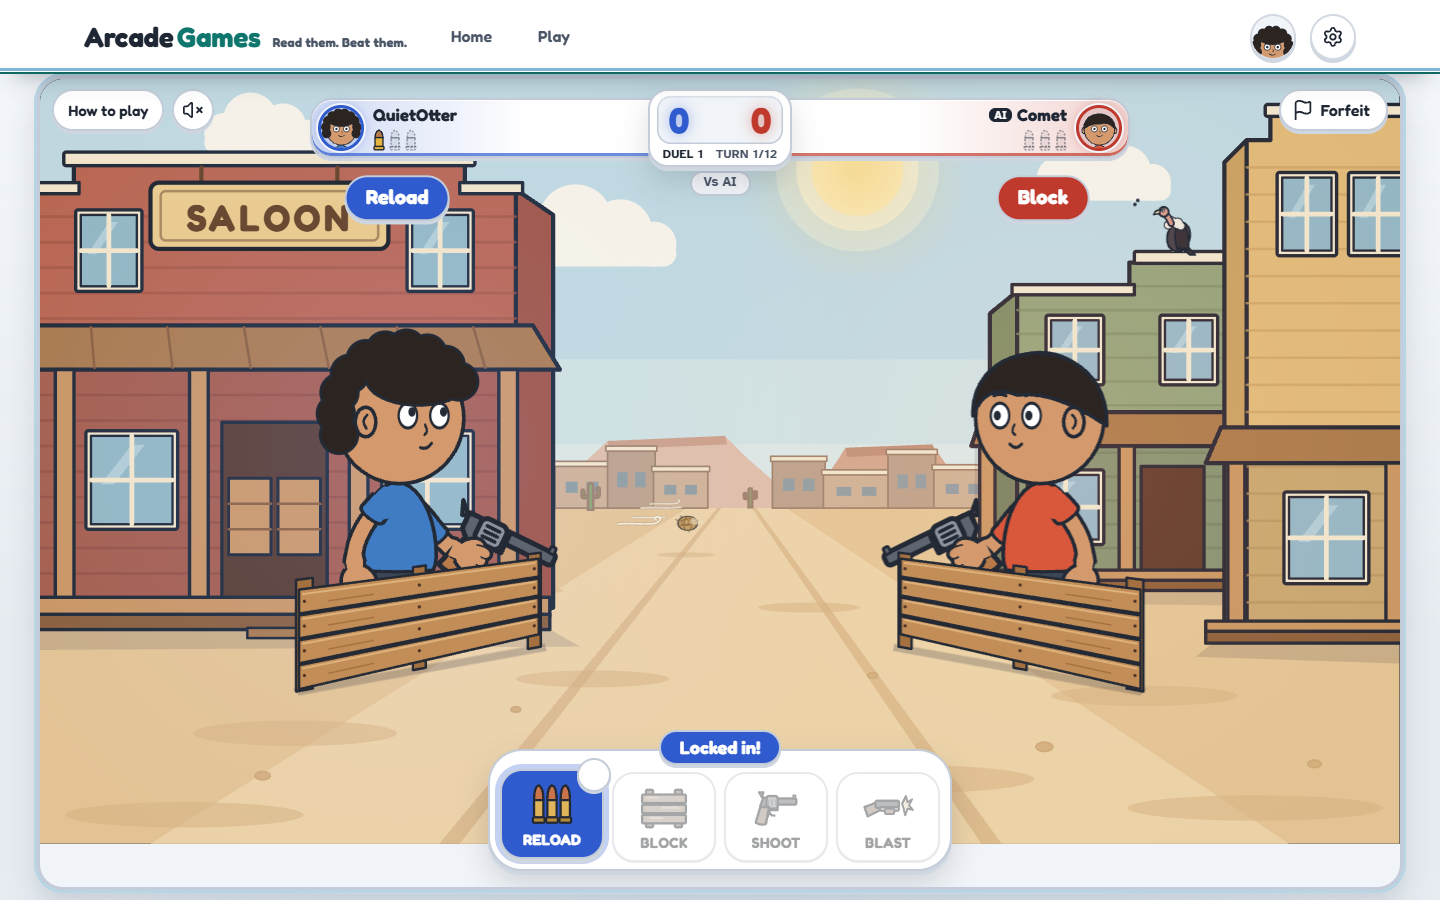 Arcade Games Read them. Beat them. Home Play
How to play
QuietOtter
0 0
DUEL 1 TURN 1/12
AI Comet
Forfeit
Vs AI
Reload
Block
SALOON
Locked in!
RELOAD BLOCK SHOOT BLAST